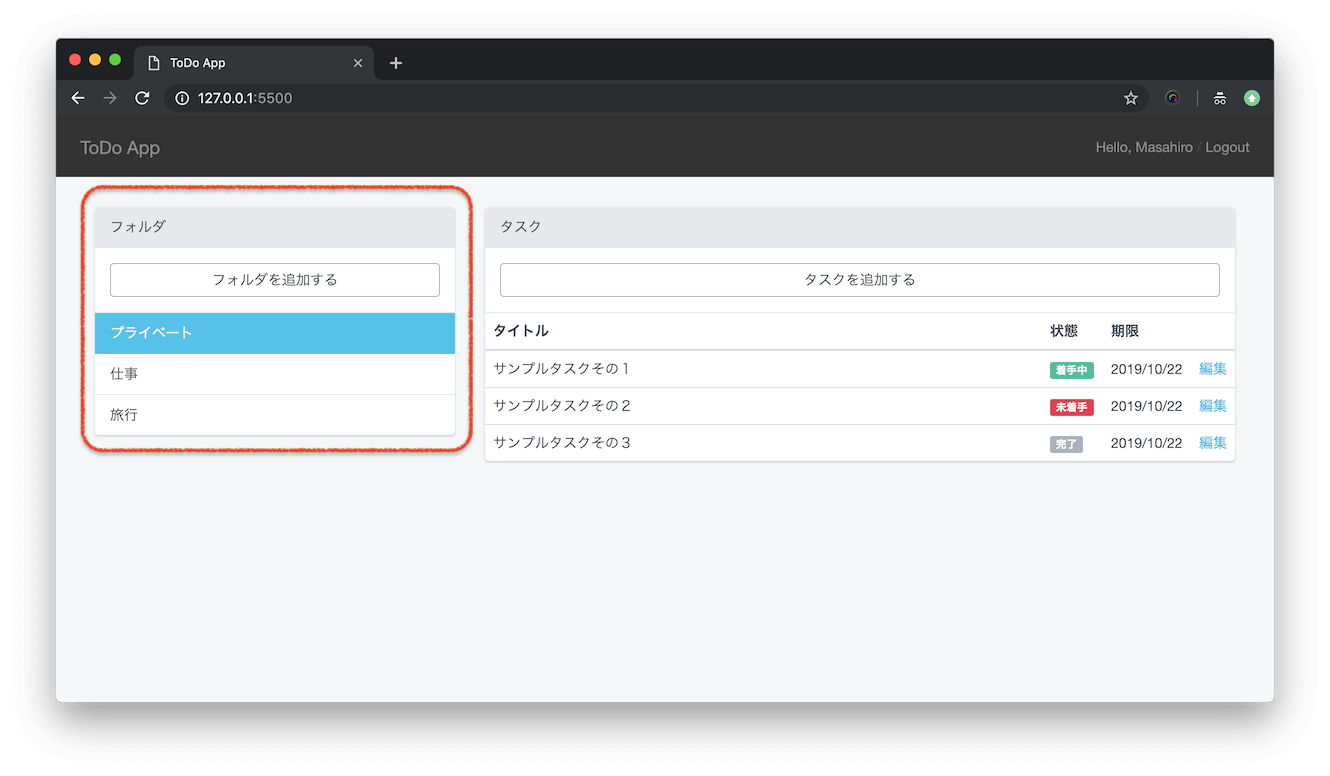 ToDo App
127.0.0.1:5500
ToDo App
Hello, Masahiro / Logout
フォルダ
フォルダを追加する
プライベート
仕事
旅行
タスク
タスクを追加する
タイトル 状態 期限
サンプルタスクその1 着手中 2019/10/22 編集
サンプルタスクその2 未着手 2019/10/22 編集
サンプルタスクその3 完了 2019/10/22 編集